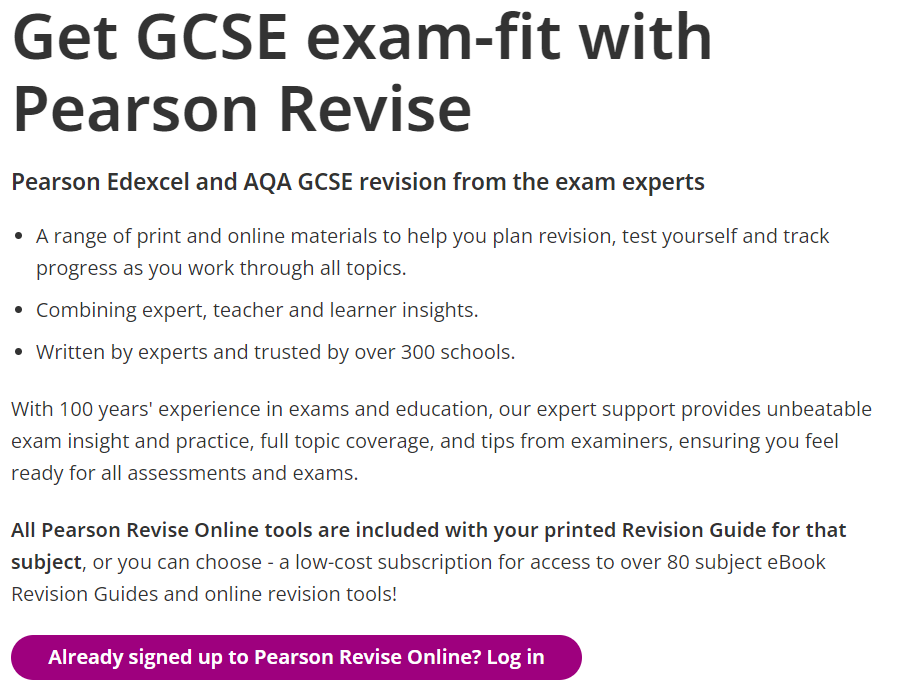 Get GCSE exam-fit with
Pearson Revise
Pearson Edexcel and AQA GCSE revision from the exam experts
• A range of print and online materials to help you plan revision, test yourself and track
progress as you work through all topics.
• Combining expert, teacher and learner insights.
• Written by experts and trusted by over 300 schools.
With 100 years' experience in exams and education, our expert support provides unbeatable
exam insight and practice, full topic coverage, and tips from examiners, ensuring you feel
ready for all assessments and exams.
All Pearson Revise Online tools are included with your printed Revision Guide for that
subject, or you can choose - a low-cost subscription for access to over 80 subject eBook
Revision Guides and online revision tools!
Already signed up to Pearson Revise Online? Log in